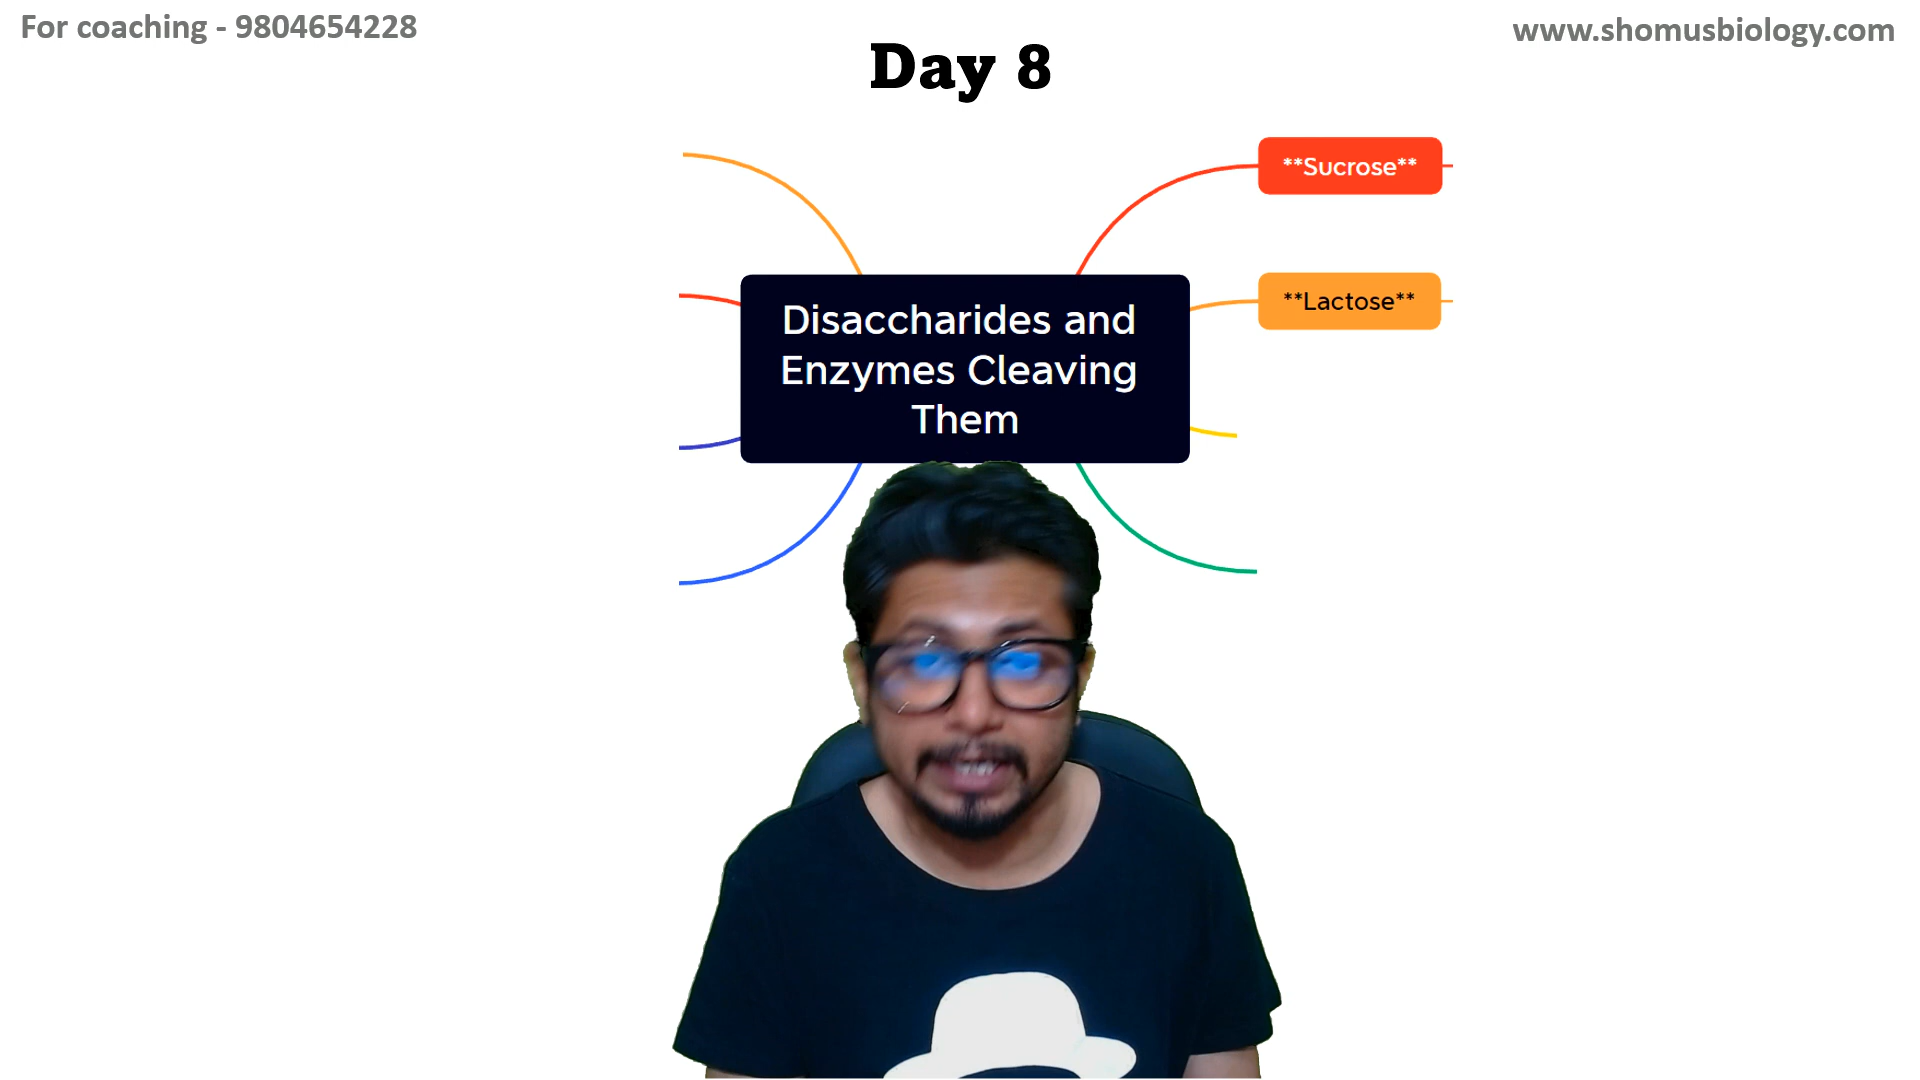 For coaching - 9804654228
www.shomusbiology.com
Day 8
**Sucrose**
Disaccharides and
Enzymes Cleaving
Them
**Lactose**